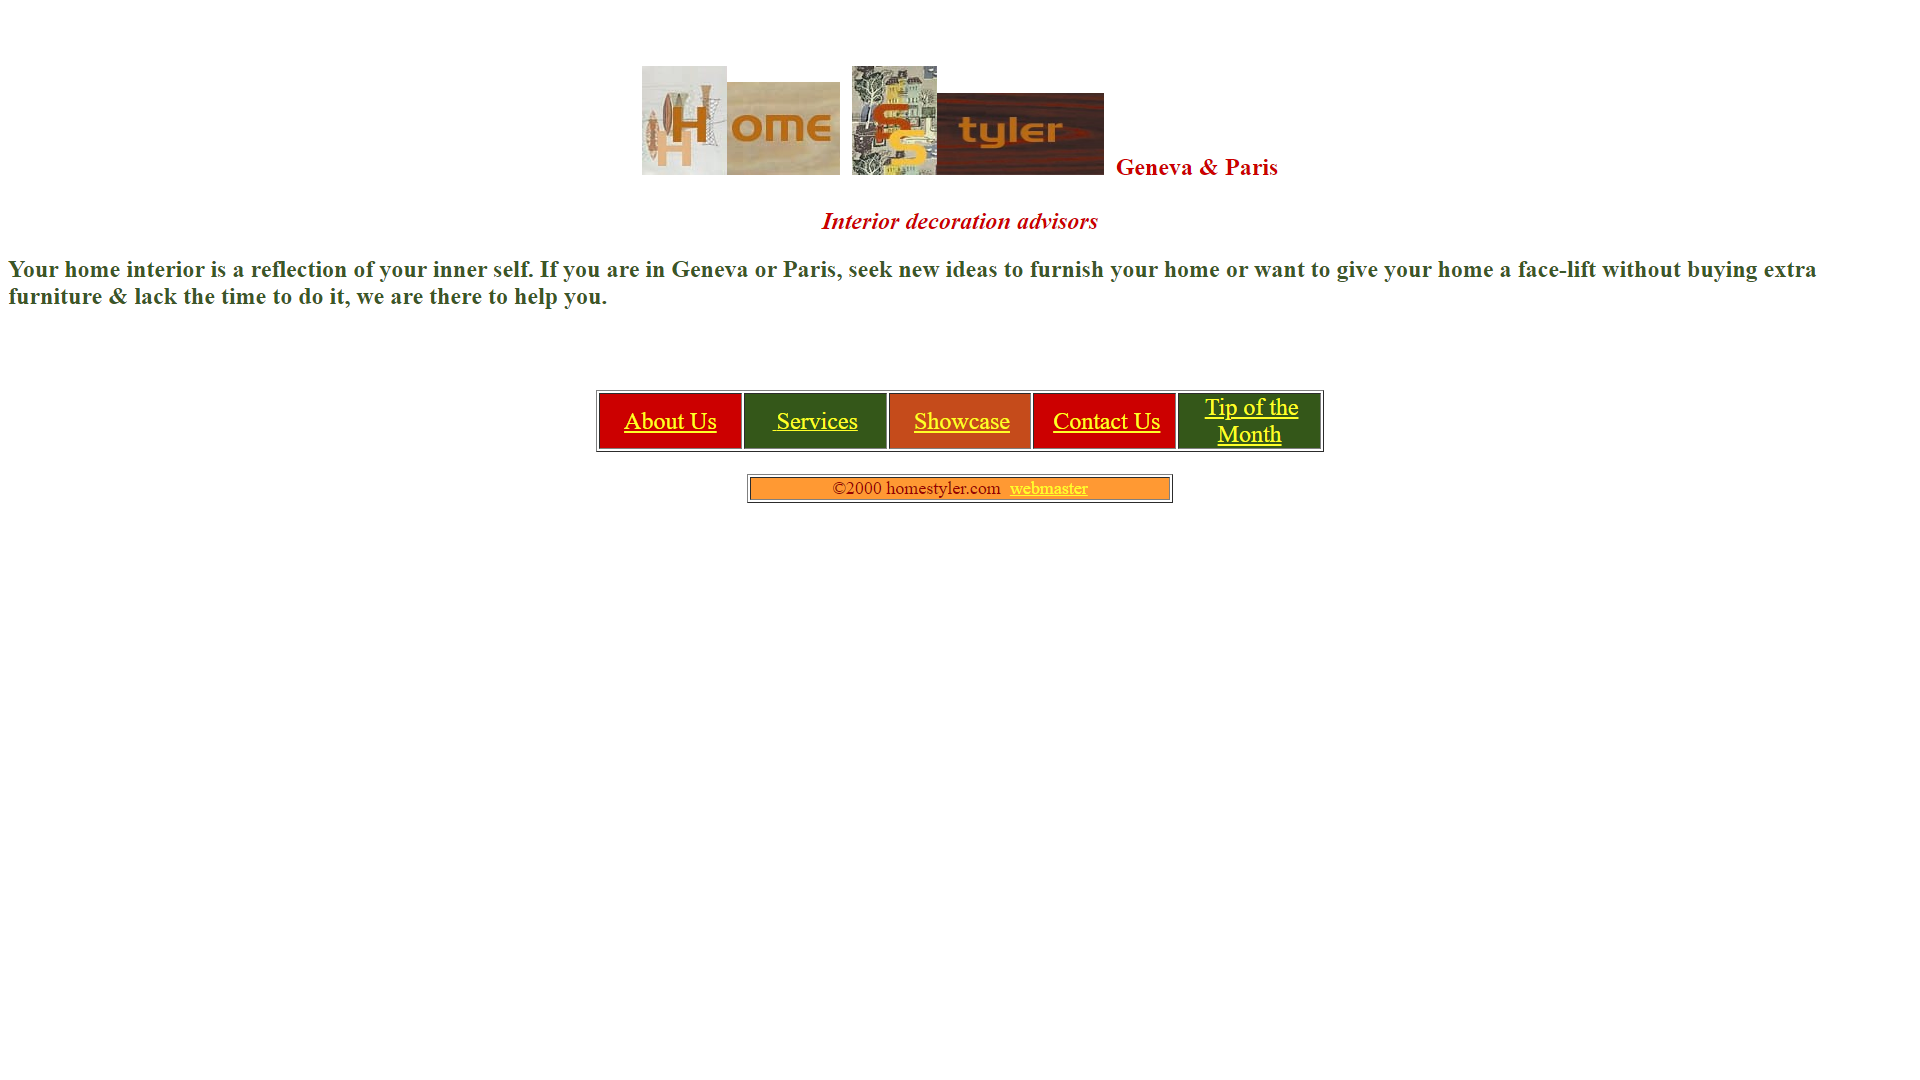 H ome S tyler Geneva & Paris
H S
Interior decoration advisors
Your home interior is a reflection of your inner self. If you are in Geneva or Paris, seek new ideas to furnish your home or want to give your home a face-lift without buying extra
furniture & lack the time to do it, we are there to help you.
About Us Services Showcase Contact Us Tip of the
Month
©2000 homestyler.com webmaster